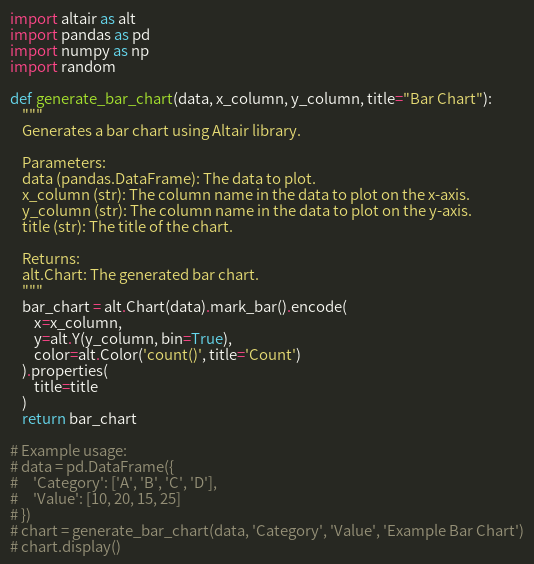 import altair as alt
import pandas as pd
import numpy as np
import random

def generate_bar_chart(data, x_column, y_column, title="Bar Chart"):
    """
    Generates a bar chart using Altair library.

    Parameters:
    data (pandas.DataFrame): The data to plot.
    x_column (str): The column name in the data to plot on the x-axis.
    y_column (str): The column name in the data to plot on the y-axis.
    title (str): The title of the chart.

    Returns:
    alt.Chart: The generated bar chart.
    """
    bar_chart = alt.Chart(data).mark_bar().encode(
        x=x_column,
        y=alt.Y(y_column, bin=True),
        color=alt.Color('count()', title='Count')
    ).properties(
        title=title
    )
    return bar_chart

# Example usage:
# data = pd.DataFrame({
#     'Category': ['A', 'B', 'C', 'D'],
#     'Value': [10, 20, 15, 25]
# })
# chart = generate_bar_chart(data, 'Category', 'Value', 'Example Bar Chart')
# chart.display()